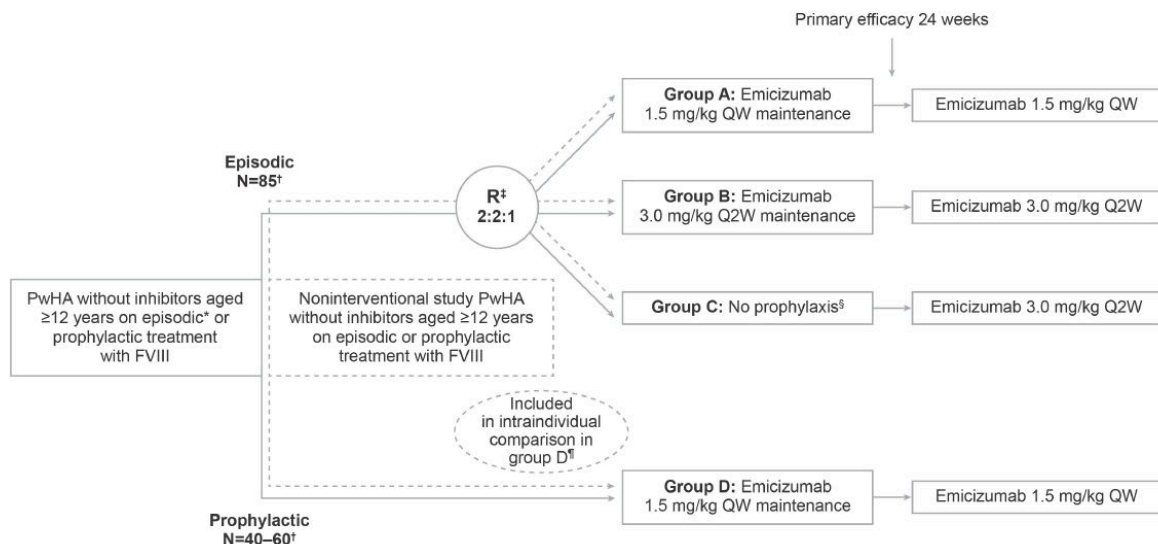 Primary efficacy 24 weeks
Group A: Emicizumab
1.5 mg/kg QW maintenance
Emicizumab 1.5 mg/kg QW
Episodic
N=85†
R‡
2:2:1
Group B: Emicizumab
3.0 mg/kg Q2W maintenance
Emicizumab 3.0 mg/kg Q2W
PwHA without inhibitors aged
≥12 years on episodic* or
prophylactic treatment
with FVIII
Noninterventional study PwHA
without inhibitors aged ≥12 years
on episodic or prophylactic
treatment with FVIII
Group C: No prophylaxis§
Emicizumab 3.0 mg/kg Q2W
Included
in intraindividual
comparison in
group D¶
Group D: Emicizumab
1.5 mg/kg QW maintenance
Emicizumab 1.5 mg/kg QW
Prophylactic
N=40–60†